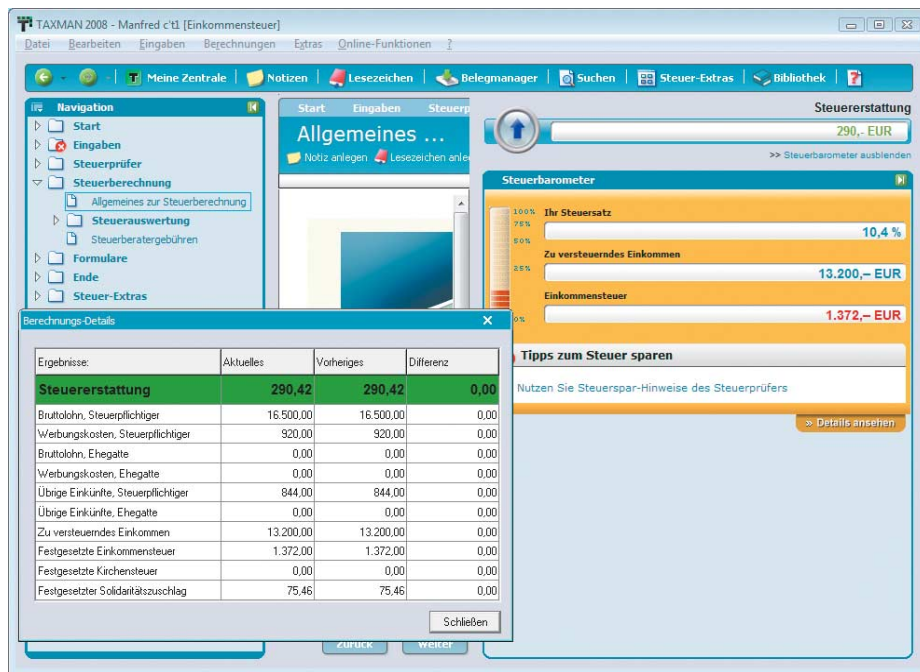 TAXMAN 2008 - Manfred c't1 [Einkommensteuer]
Datei Bearbeiten Eingaben Berechnungen Extras Online-Funktionen ?
Meine Zentrale Notizen Lesezeichen Belegmanager Suchen Steuer-Extras Bibliothek ?
Navigation
Start
Eingaben
Steuerprüfer
Steuerberechnung
Allgemeines zur Steuerberechnung
Steuerauswertung
Steuerberatergebühren
Formulare
Ende
Steuer-Extras
Start Eingaben Steuerp
Allgemeines ...
Notiz anlegen Lesezeichen anle
Steuererstattung
290,- EUR
>> Steuerbarometer ausblenden
Steuerbarometer
100%
75%
50%
25%
0%
Ihr Steuersatz
10,4 %
Zu versteuerndes Einkommen
13.200,– EUR
Einkommensteuer
1.372,– EUR
Tipps zum Steuer sparen
Nutzen Sie Steuerspar-Hinweise des Steuerprüfers
» Details ansehen
Berechnungs-Details
Ergebnisse: Aktuelles Vorheriges Differenz
Steuererstattung 290,42 290,42 0,00
Bruttolohn, Steuerpflichtiger 16.500,00 16.500,00 0,00
Werbungskosten, Steuerpflichtiger 920,00 920,00 0,00
Bruttolohn, Ehegatte 0,00 0,00 0,00
Werbungskosten, Ehegatte 0,00 0,00 0,00
Übrige Einkünfte, Steuerpflichtiger 844,00 844,00 0,00
Übrige Einkünfte, Ehegatte 0,00 0,00 0,00
Zu versteuerndes Einkommen 13.200,00 13.200,00 0,00
Festgesetzte Einkommensteuer 1.372,00 1.372,00 0,00
Festgesetzte Kirchensteuer 0,00 0,00 0,00
Festgesetzter Solidaritätszuschlag 75,46 75,46 0,00
Schließen
Zurück Weiter